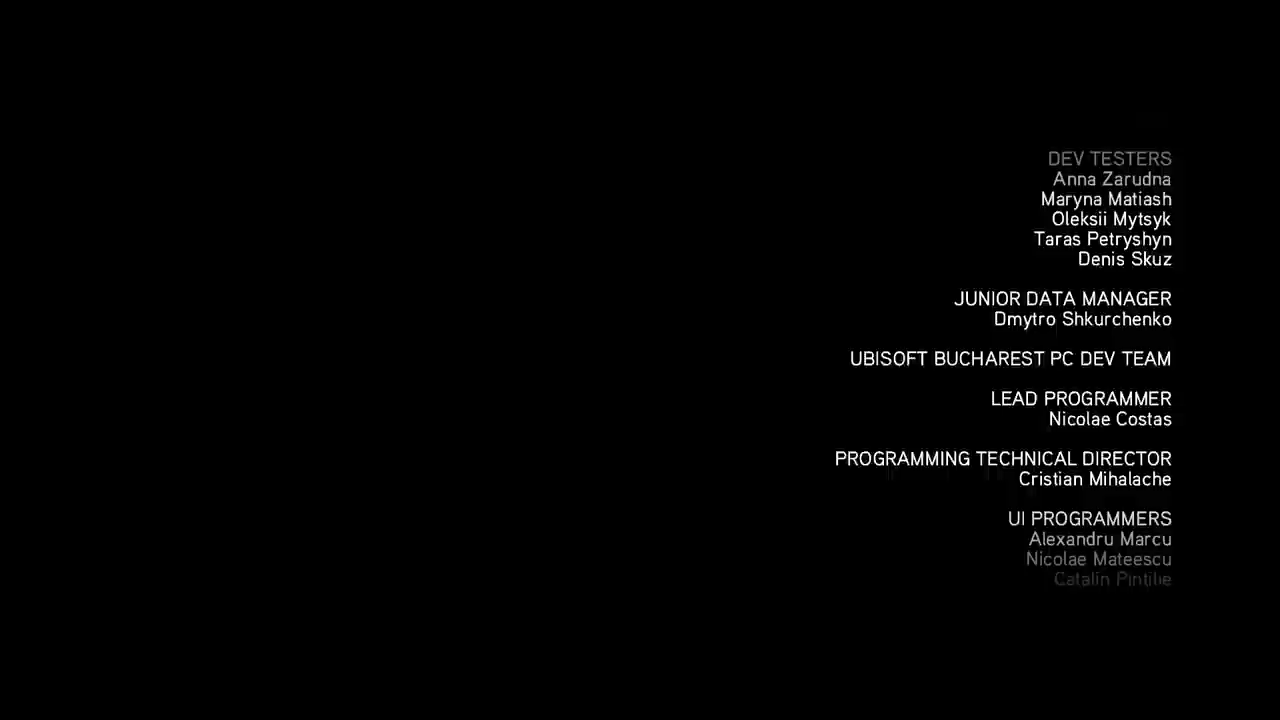 DEV TESTERS
Anna Zarudna
Maryna Matiash
Oleksii Mytsyk
Taras Petryshyn
Denis Skuz
JUNIOR DATA MANAGER
Dmytro Shkurchenko
UBISOFT BUCHAREST PC DEV TEAM
LEAD PROGRAMMER
Nicolae Costas
PROGRAMMING TECHNICAL DIRECTOR
Cristian Mihalache
UI PROGRAMMERS
Alexandru Marcu
Nicolae Mateescu
Catalin Pintilie